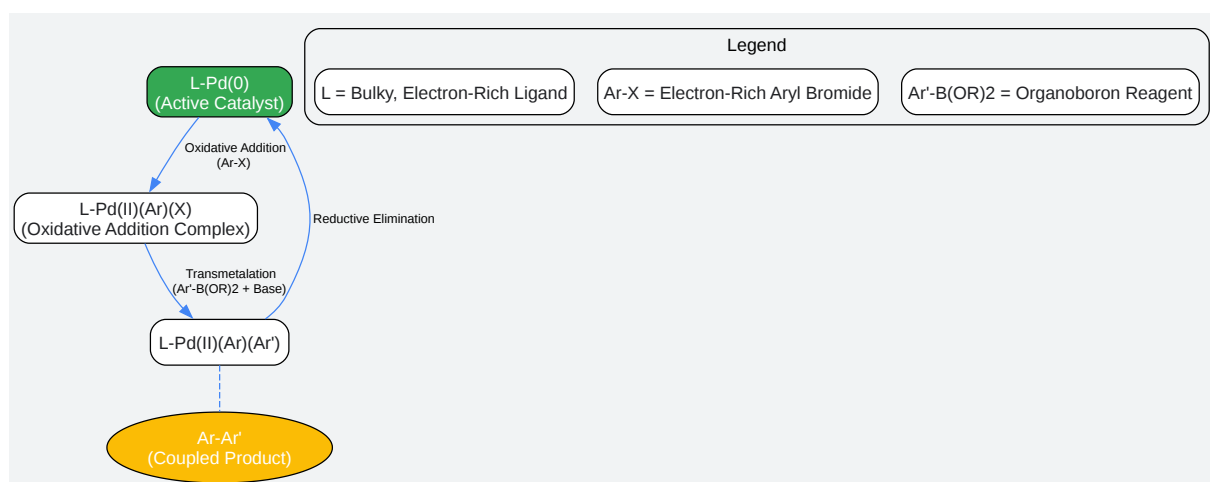 Legend
L-Pd(0)
(Active Catalyst)
L = Bulky, Electron-Rich Ligand
Ar-X = Electron-Rich Aryl Bromide
Ar'-B(OR)2 = Organoboron Reagent
Oxidative Addition
(Ar-X)
L-Pd(II)(Ar)(X)
(Oxidative Addition Complex)
Reductive Elimination
Transmetalation
(Ar'-B(OR)2 + Base)
L-Pd(II)(Ar)(Ar')
Ar-Ar'
(Coupled Product)